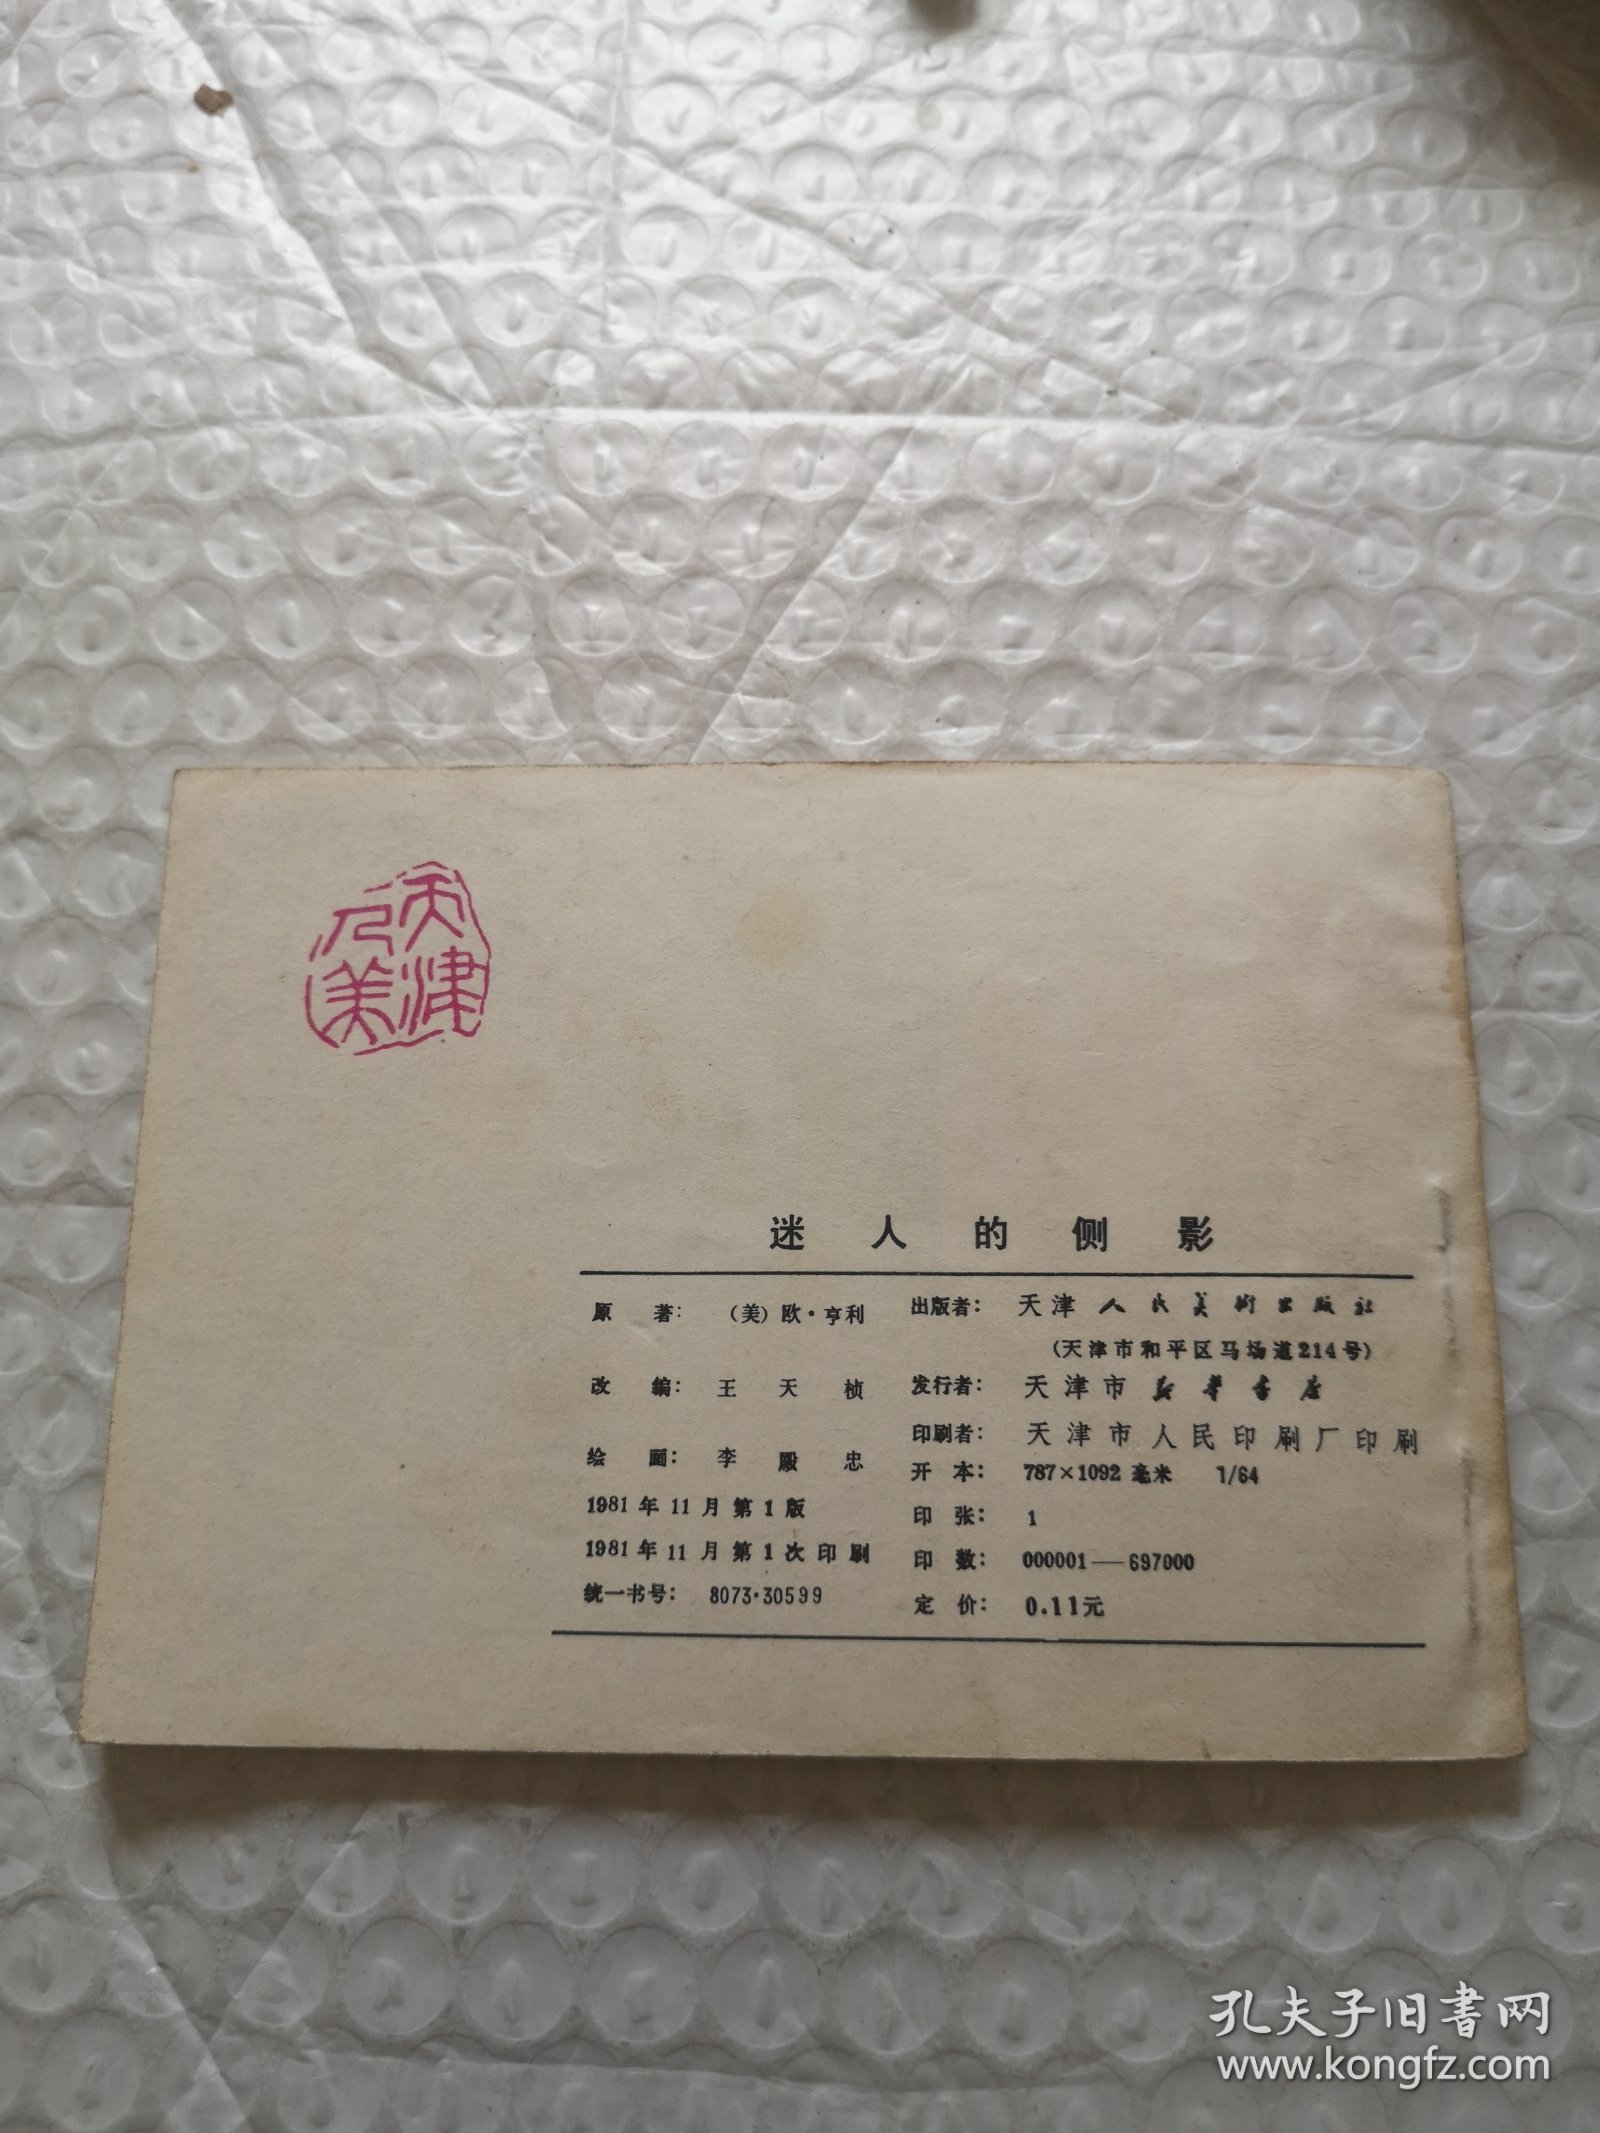 天津
人美
迷人的侧影
原著：（美）欧·亨利
改编：王天桢
绘画：李殿忠
1981年11月第1版
1981年11月第1次印刷
统一书号：8073·30599
出版者：天津人民美术出版社
（天津市和平区马场道214号）
发行者：天津市新华书店
印刷者：天津市人民印刷厂印刷
开本：787×1092毫米 1/64
印张：1
印数：000001—697000
定价：0.11元
孔夫子旧书网
www.kongfz.com